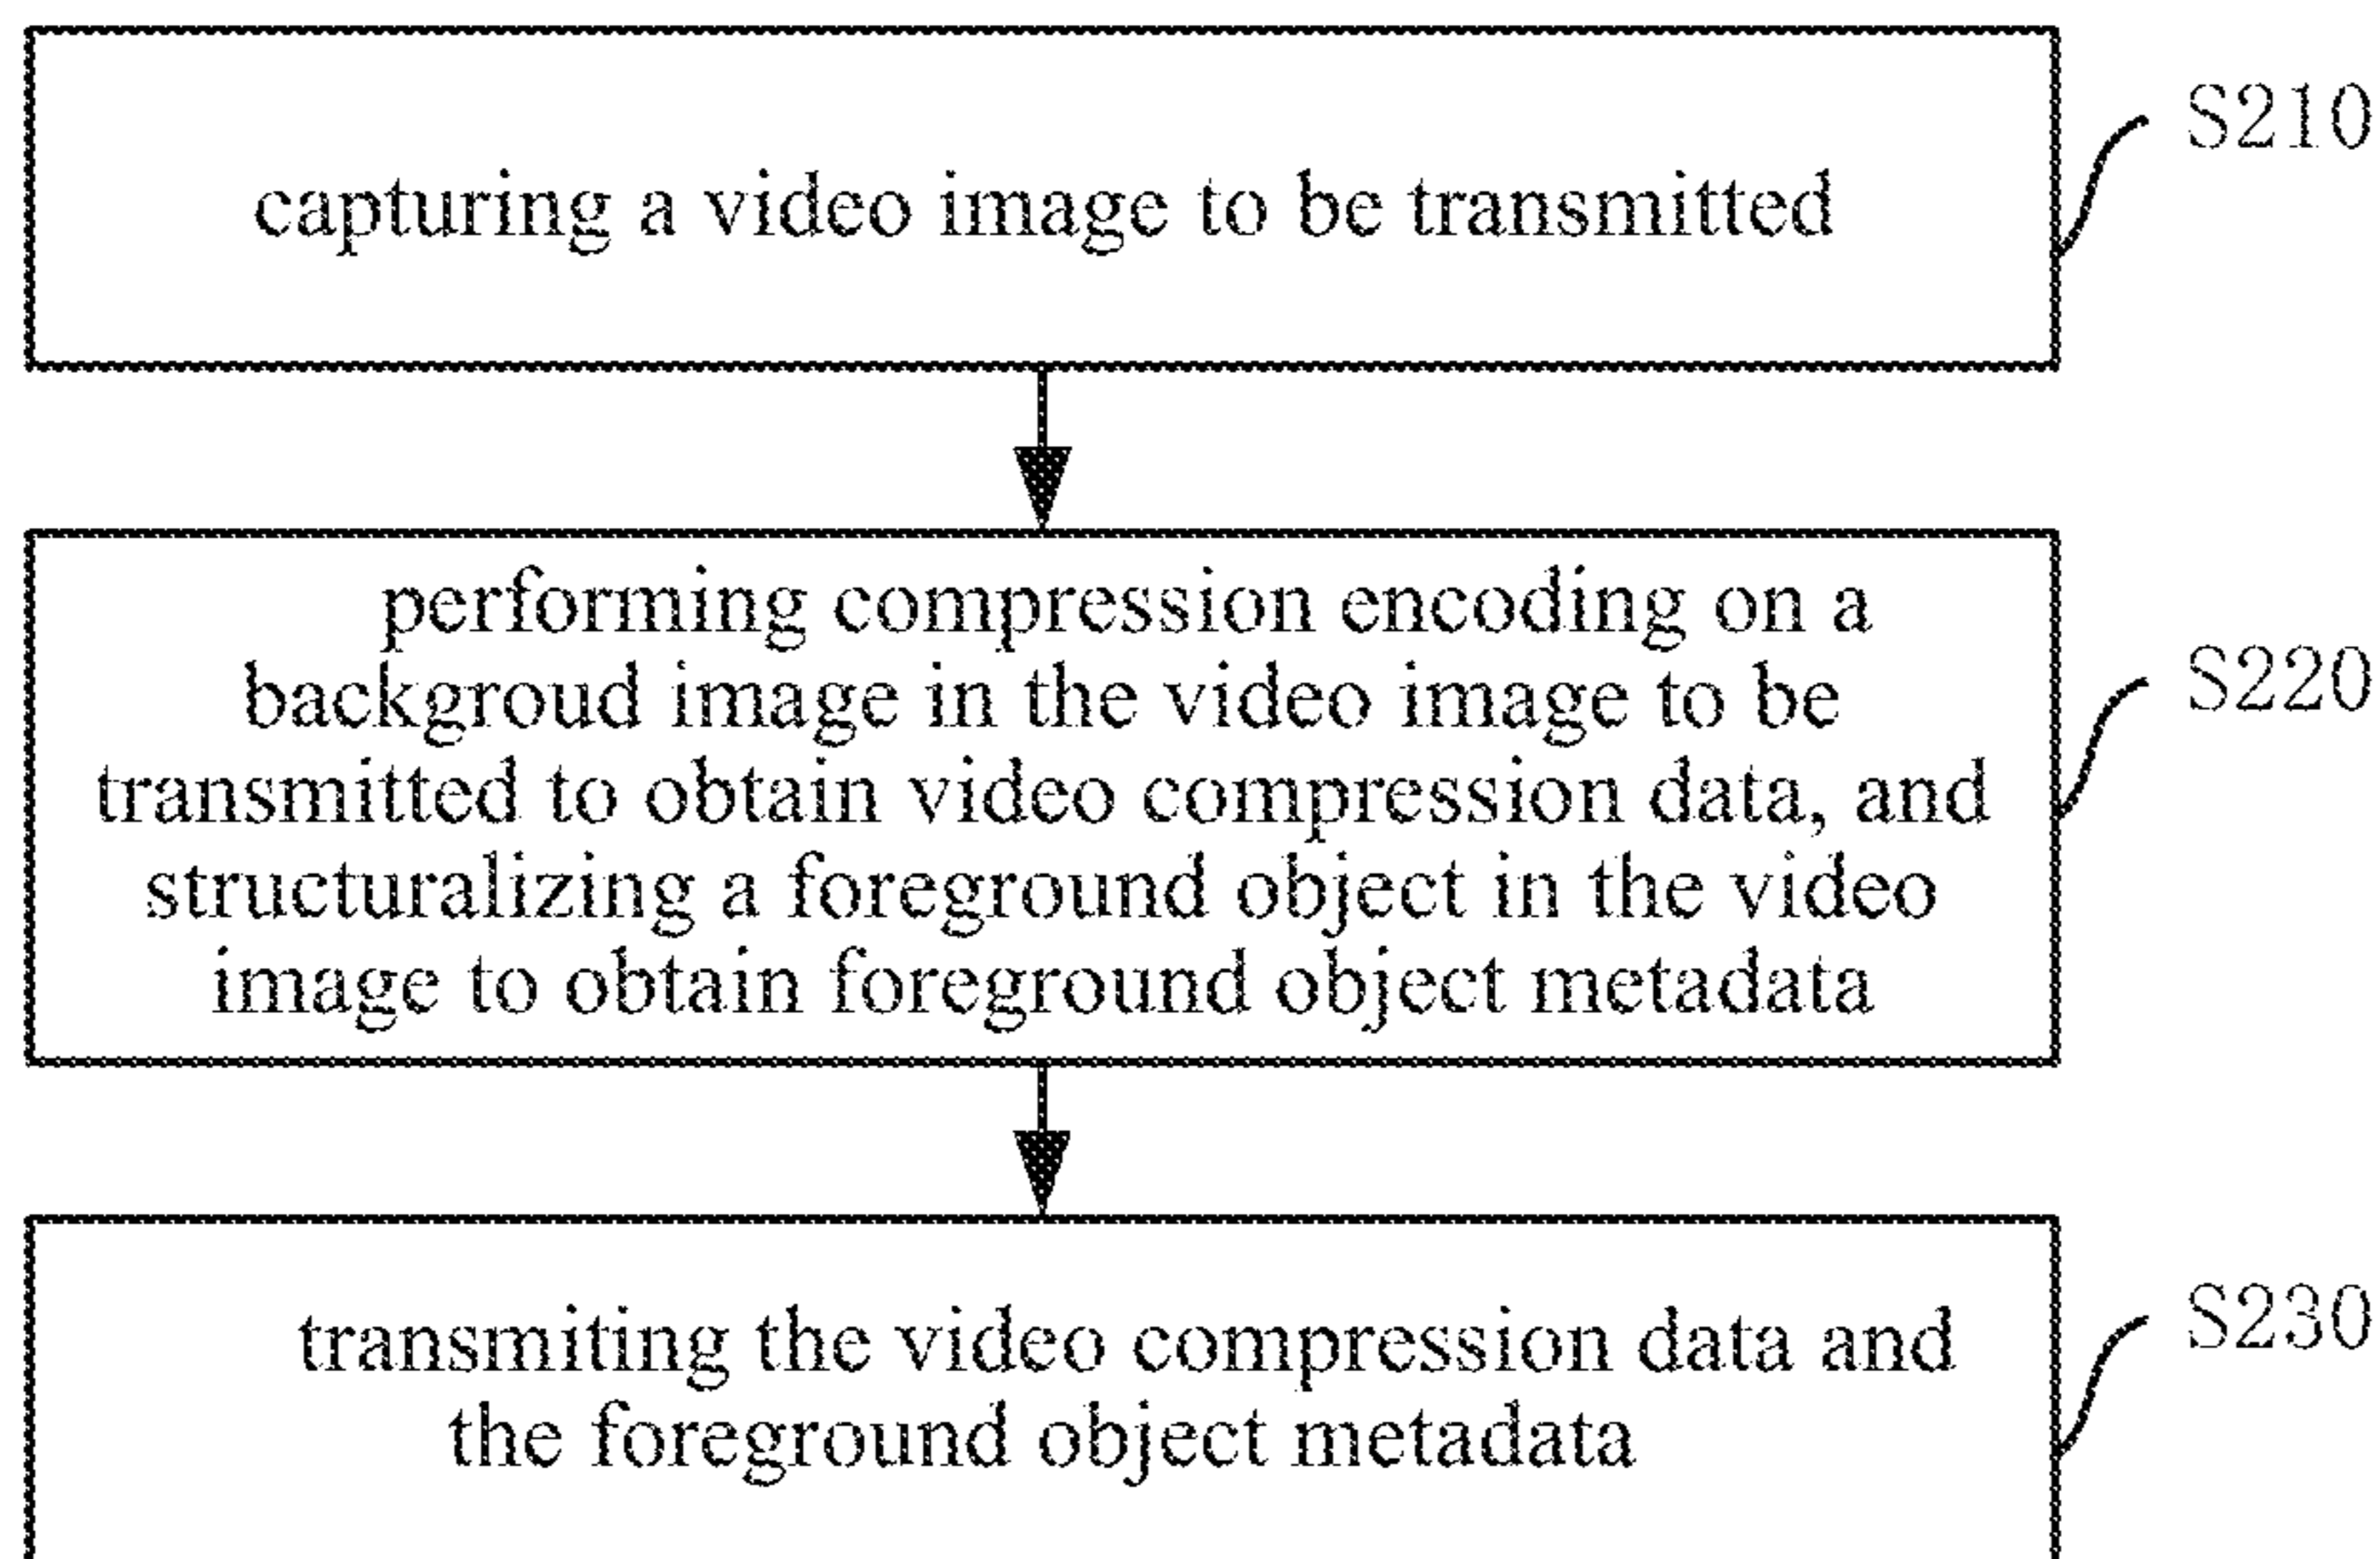 capturing a video image to be transmitted
S210
performing compression encoding on a
backgroud image in the video image to be
transmitted to obtain video compression data, and
structuralizing a foreground object in the video
image to obtain foreground object metadata
S220
transmiting the video compression data and
the foreground object metadata
S230